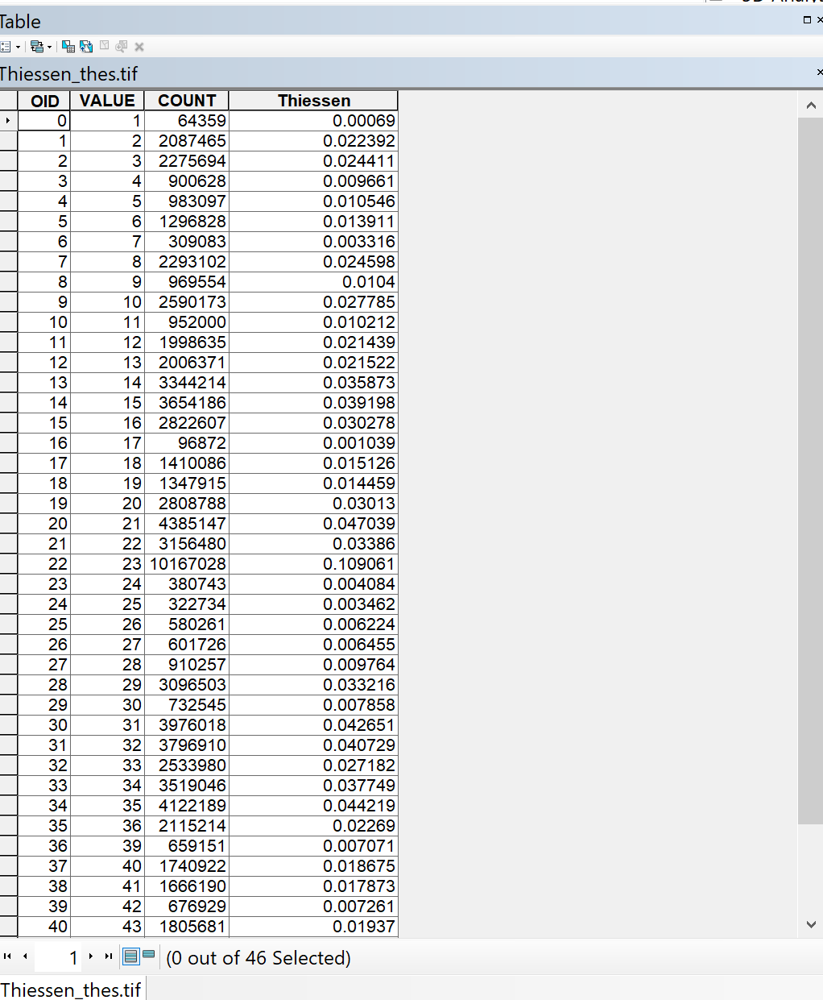 Table
Thiessen_thes.tif
OID VALUE COUNT Thiessen
0 1 64359 0.00069
1 2 2087465 0.022392
2 3 2275694 0.024411
3 4 900628 0.009661
4 5 983097 0.010546
5 6 1296828 0.013911
6 7 309083 0.003316
7 8 2293102 0.024598
8 9 969554 0.0104
9 10 2590173 0.027785
10 11 952000 0.010212
11 12 1998635 0.021439
12 13 2006371 0.021522
13 14 3344214 0.035873
14 15 3654186 0.039198
15 16 2822607 0.030278
16 17 96872 0.001039
17 18 1410086 0.015126
18 19 1347915 0.014459
19 20 2808788 0.03013
20 21 4385147 0.047039
21 22 3156480 0.03386
22 23 10167028 0.109061
23 24 380743 0.004084
24 25 322734 0.003462
25 26 580261 0.006224
26 27 601726 0.006455
27 28 910257 0.009764
28 29 3096503 0.033216
29 30 732545 0.007858
30 31 3976018 0.042651
31 32 3796910 0.040729
32 33 2533980 0.027182
33 34 3519046 0.037749
34 35 4122189 0.044219
35 36 2115214 0.02269
36 39 659151 0.007071
37 40 1740922 0.018675
38 41 1666190 0.017873
39 42 676929 0.007261
40 43 1805681 0.01937
1 (0 out of 46 Selected)
Thiessen_thes.tif